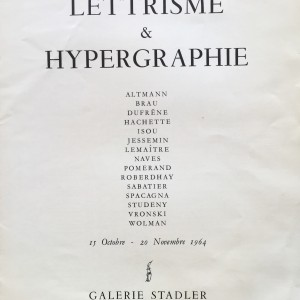 LETTRISME
&
HYPERGRAPHIE
ALTMANN
BRAU
DUFRÊNE
HACHETTE
ISOU
JESSEMIN
LEMAÎTRE
NAVES
POMERAND
ROBERDHAY
SABATIER
SPACAGNA
STUDENY
VRONSKI
WOLMAN
15 Octobre - 20 Novembre 1964
GALERIE STADLER